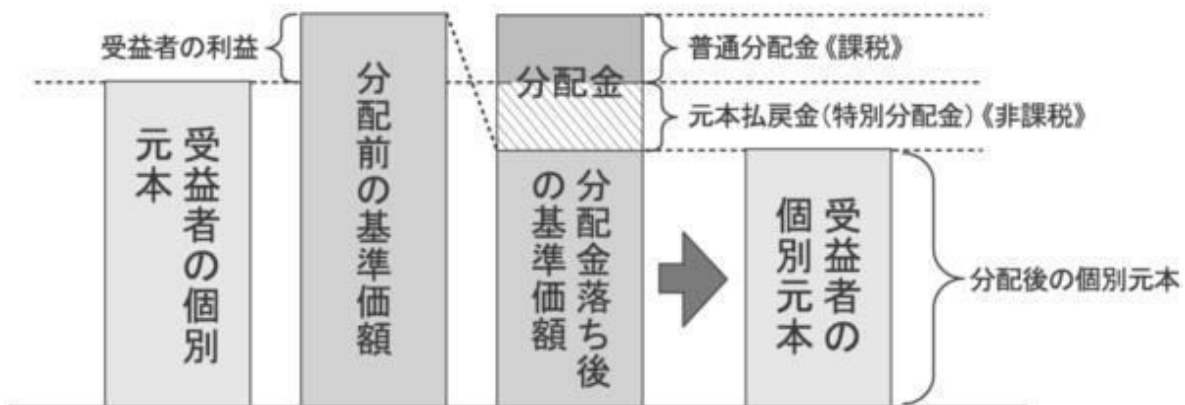 受益者の利益
受益者の個別
元本
分配前の基準価額
分配金
分配金落ち後
の基準価額
普通分配金《課税》
元本払戻金(特別分配金)《非課税》
受益者の
個別元本
分配後の個別元本